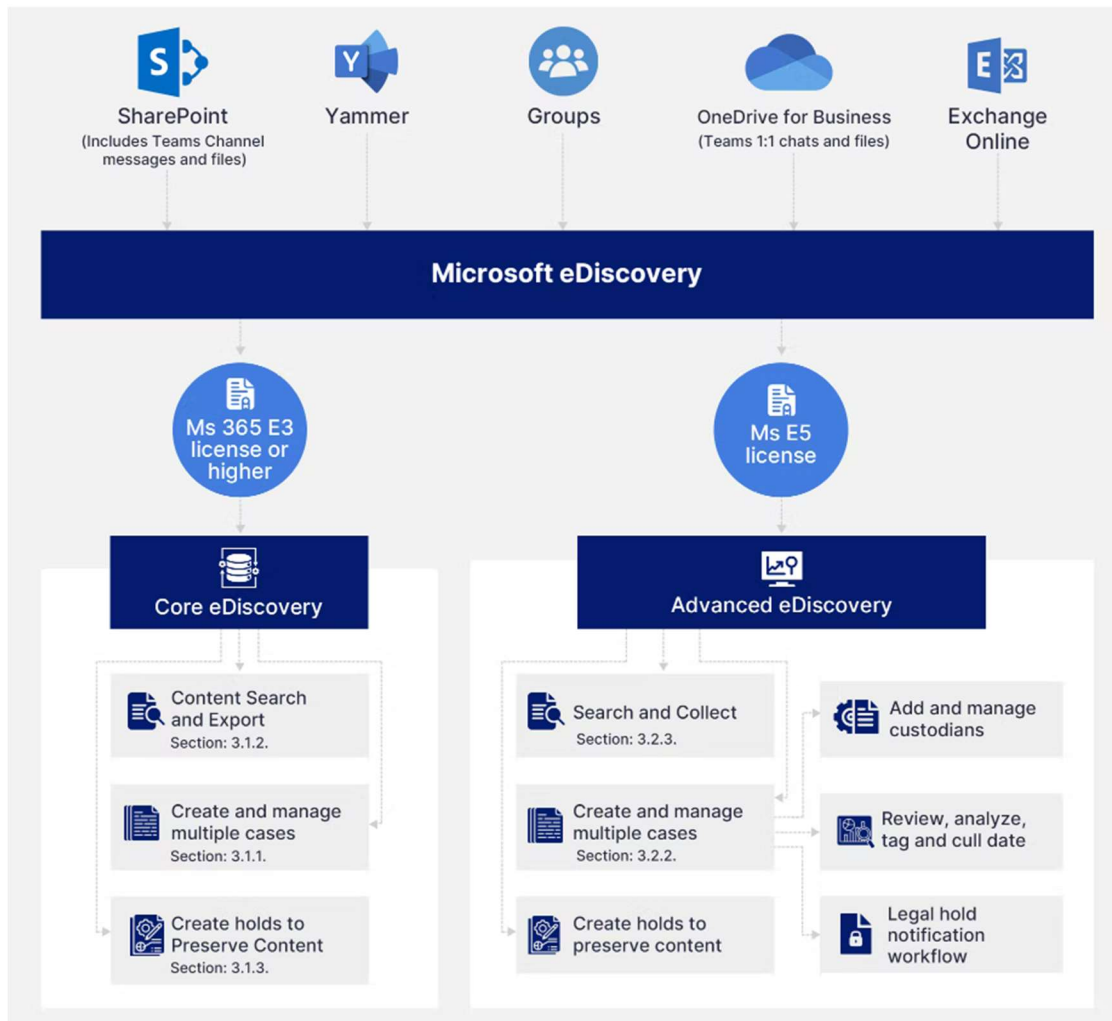 S
SharePoint
(Includes Teams Channel
messages and files)
Y
Yammer
Groups
OneDrive for Business
(Teams 1:1 chats and files)
E
Exchange
Online
Microsoft eDiscovery
Ms 365 E3
license or
higher
Ms E5
license
Core eDiscovery
Content Search
and Export
Section: 3.1.2.
Create and manage
multiple cases
Section: 3.1.1.
Create holds to
Preserve Content
Section: 3.1.3.
Advanced eDiscovery
Search and Collect
Section: 3.2.3.
Create and manage
multiple cases
Section: 3.2.2.
Create holds to
preserve content
Add and manage
custodians
Review, analyze,
tag and cull date
Legal hold
notification
workflow